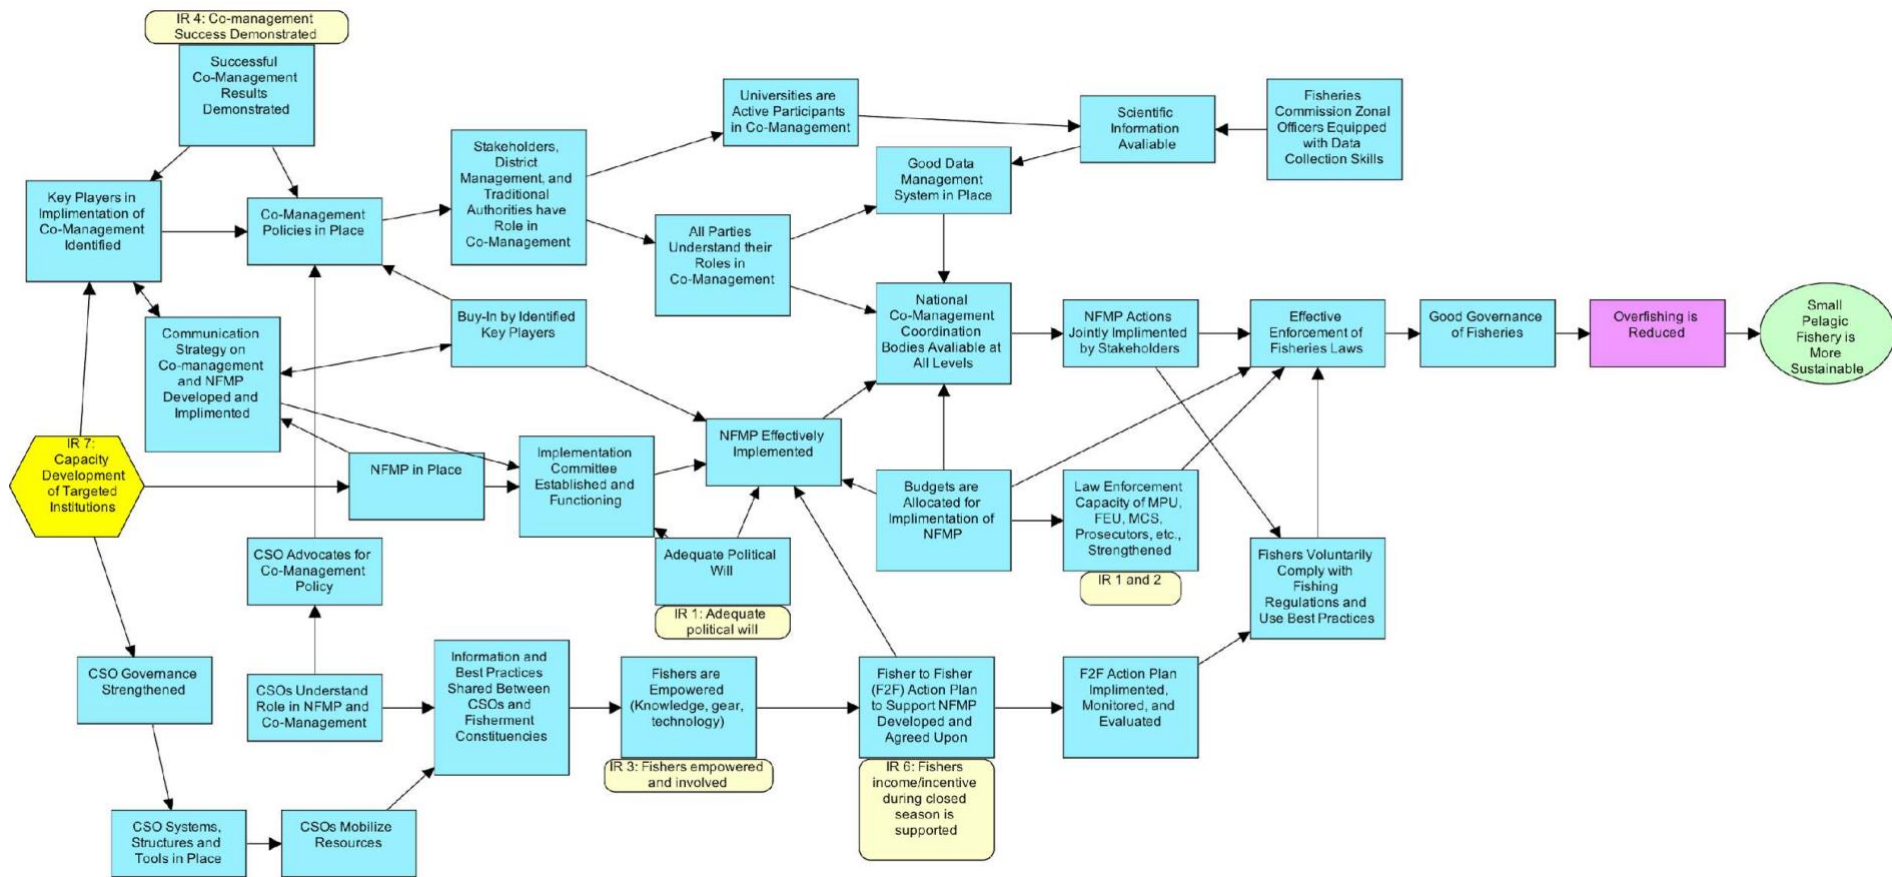 IR 4: Co-management
Success Demonstrated
Successful
Co-Management
Results
Demonstrated
Key Players in
Implimentation of
Co-Management
Identified
Co-Management
Policies in Place
Stakeholders,
District
Management, and
Traditional
Authorities have
Role in
Co-Management
Universities are
Active Participants
in Co-Management
Scientific
Information
Avaliable
Fisheries
Commission Zonal
Officers Equipped
with Data
Collection Skills
Good Data
Management
System in Place
All Parties
Understand their
Roles in
Co-Management
Communication
Strategy on
Co-management
and NFMP
Developed and
Implimented
Buy-In by Identified
Key Players
National
Co-Management
Coordination
Bodies Avaliable at
All Levels
NFMP Actions
Jointly Implimented
by Stakeholders
Effective
Enforcement of
Fisheries Laws
Good Governance
of Fisheries
Overfishing is
Reduced
Small
Pelagic
Fishery is
More
Sustainable
IR 7:
Capacity
Development
of Targeted
Institutions
NFMP in Place
Implementation
Committee
Established and
Functioning
NFMP Effectively
Implemented
Budgets are
Allocated for
Implimentation of
NFMP
Law Enforcement
Capacity of MPU,
FEU, MCS,
Prosecutors, etc.,
Strengthened
IR 1 and 2
CSO Advocates for
Co-Management
Policy
Adequate Political
Will
IR 1: Adequate
political will
Fishers Voluntarily
Comply with
Fishing
Regulations and
Use Best Practices
CSO Governance
Strengthened
CSOs Understand
Role in NFMP and
Co-Management
Information and
Best Practices
Shared Between
CSOs and
Fisherment
Constituencies
Fishers are
Empowered
(Knowledge, gear,
technology)
IR 3: Fishers empowered
and involved
Fisher to Fisher
(F2F) Action Plan
to Support NFMP
Developed and
Agreed Upon
IR 6: Fishers
income/incentive
during closed
season is
supported
F2F Action Plan
Implimented,
Monitored, and
Evaluated
CSO Systems,
Structures and
Tools in Place
CSOs Mobilize
Resources